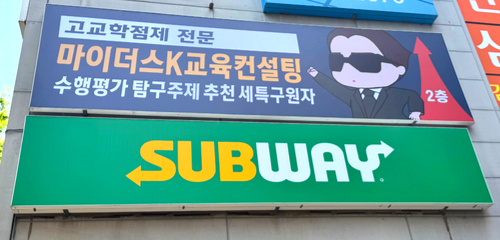 고교학점제 전문
마이더스K교육컨설팅
수행평가 탐구주제 추천 세특구원자
2층
SUBWAY